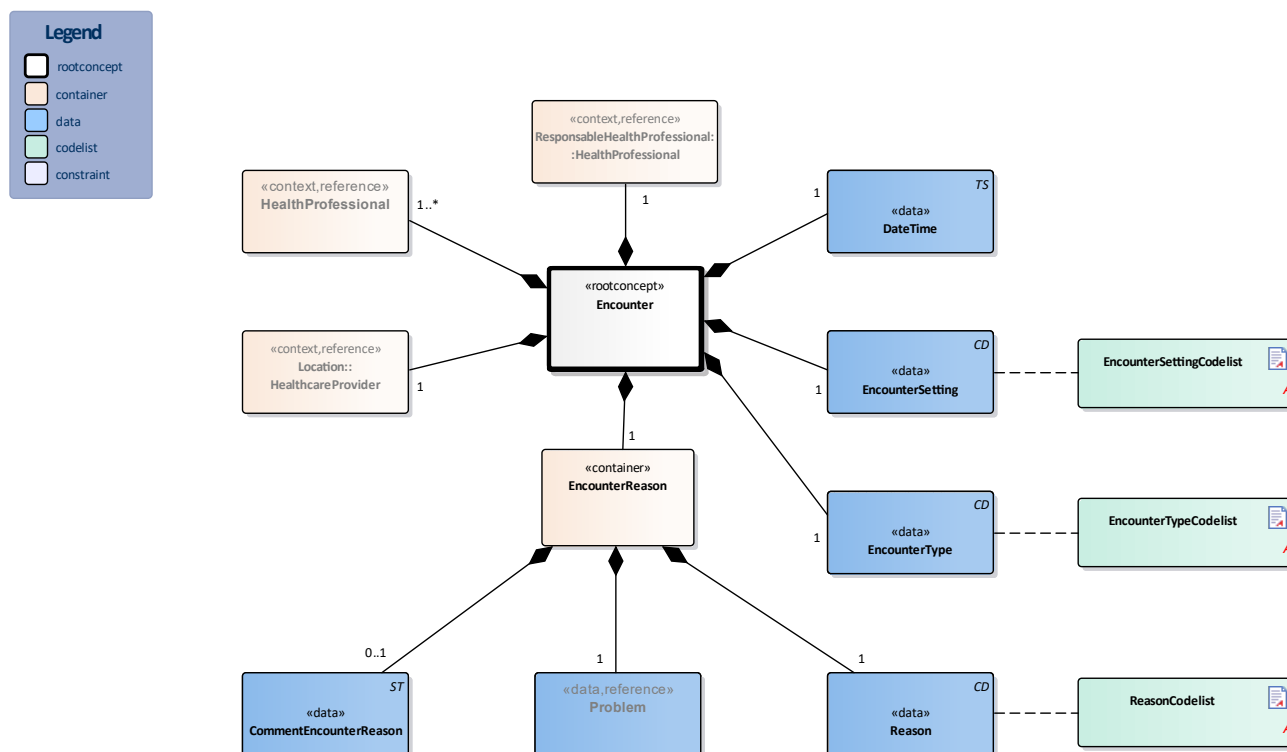 Legend
rootconcept
container
data
codelist
constraint
«context,reference»
ResponsableHealthProfessional:
:HealthProfessional
1
«context,reference»
HealthProfessional
1..*
TS
«data»
DateTime
1
«rootconcept»
Encounter
«context,reference»
Location::
HealthcareProvider
1
CD
«data»
EncounterSetting
1
EncounterSettingCodelist
1
«container»
EncounterReason
CD
«data»
EncounterType
1
EncounterTypeCodelist
0..1
ST
«data»
CommentEncounterReason
1
«data,reference»
Problem
1
CD
«data»
Reason
ReasonCodelist